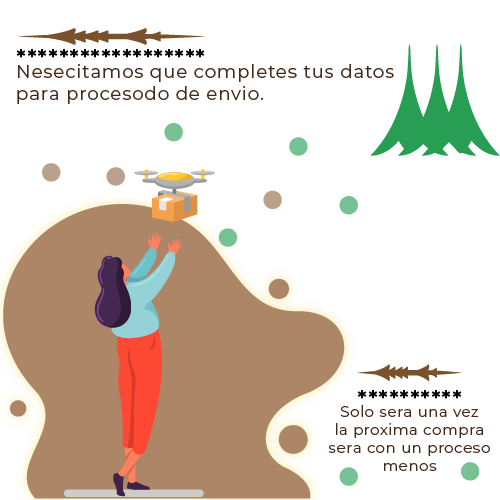 ******************
Nesecitamos que completes tus datos
para procesodo de envio.
**********
Solo sera una vez
la proxima compra
sera con un proceso
menos